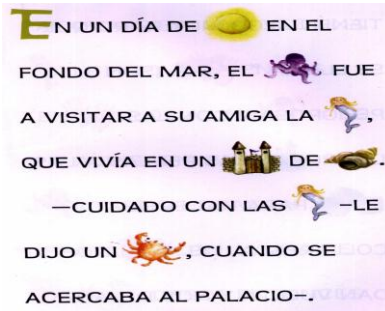 EN UN DÍA DE EN EL
FONDO DEL MAR, EL FUE
A VISITAR A SU AMIGA LA ,
QUE VIVÍA EN UN DE .
—CUIDADO CON LAS —LE
DIJO UN , CUANDO SE
ACERCABA AL PALACIO—.